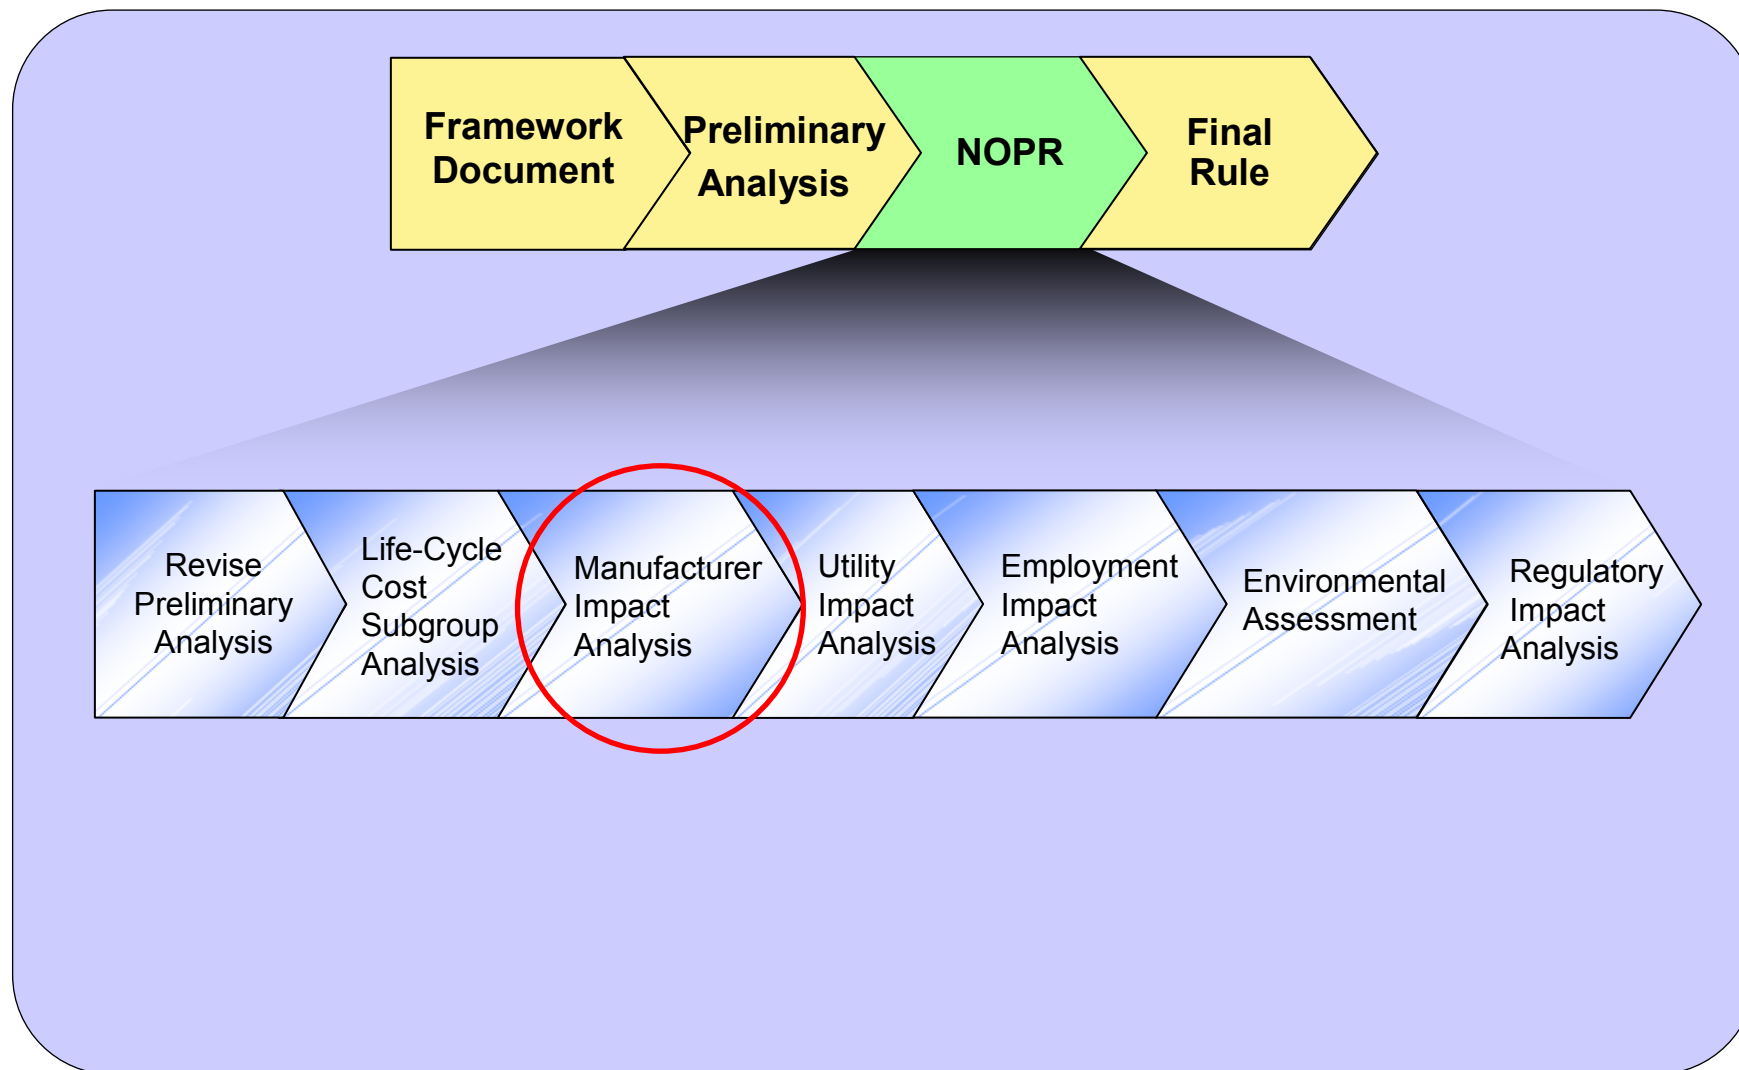 Framework
Document
Preliminary
Analysis
NOPR
Final
Rule
Revise
Preliminary
Analysis
Life-Cycle
Cost
Subgroup
Analysis
Manufacturer
Impact
Analysis
Utility
Impact
Analysis
Employment
Impact
Analysis
Environmental
Assessment
Regulatory
Impact
Analysis